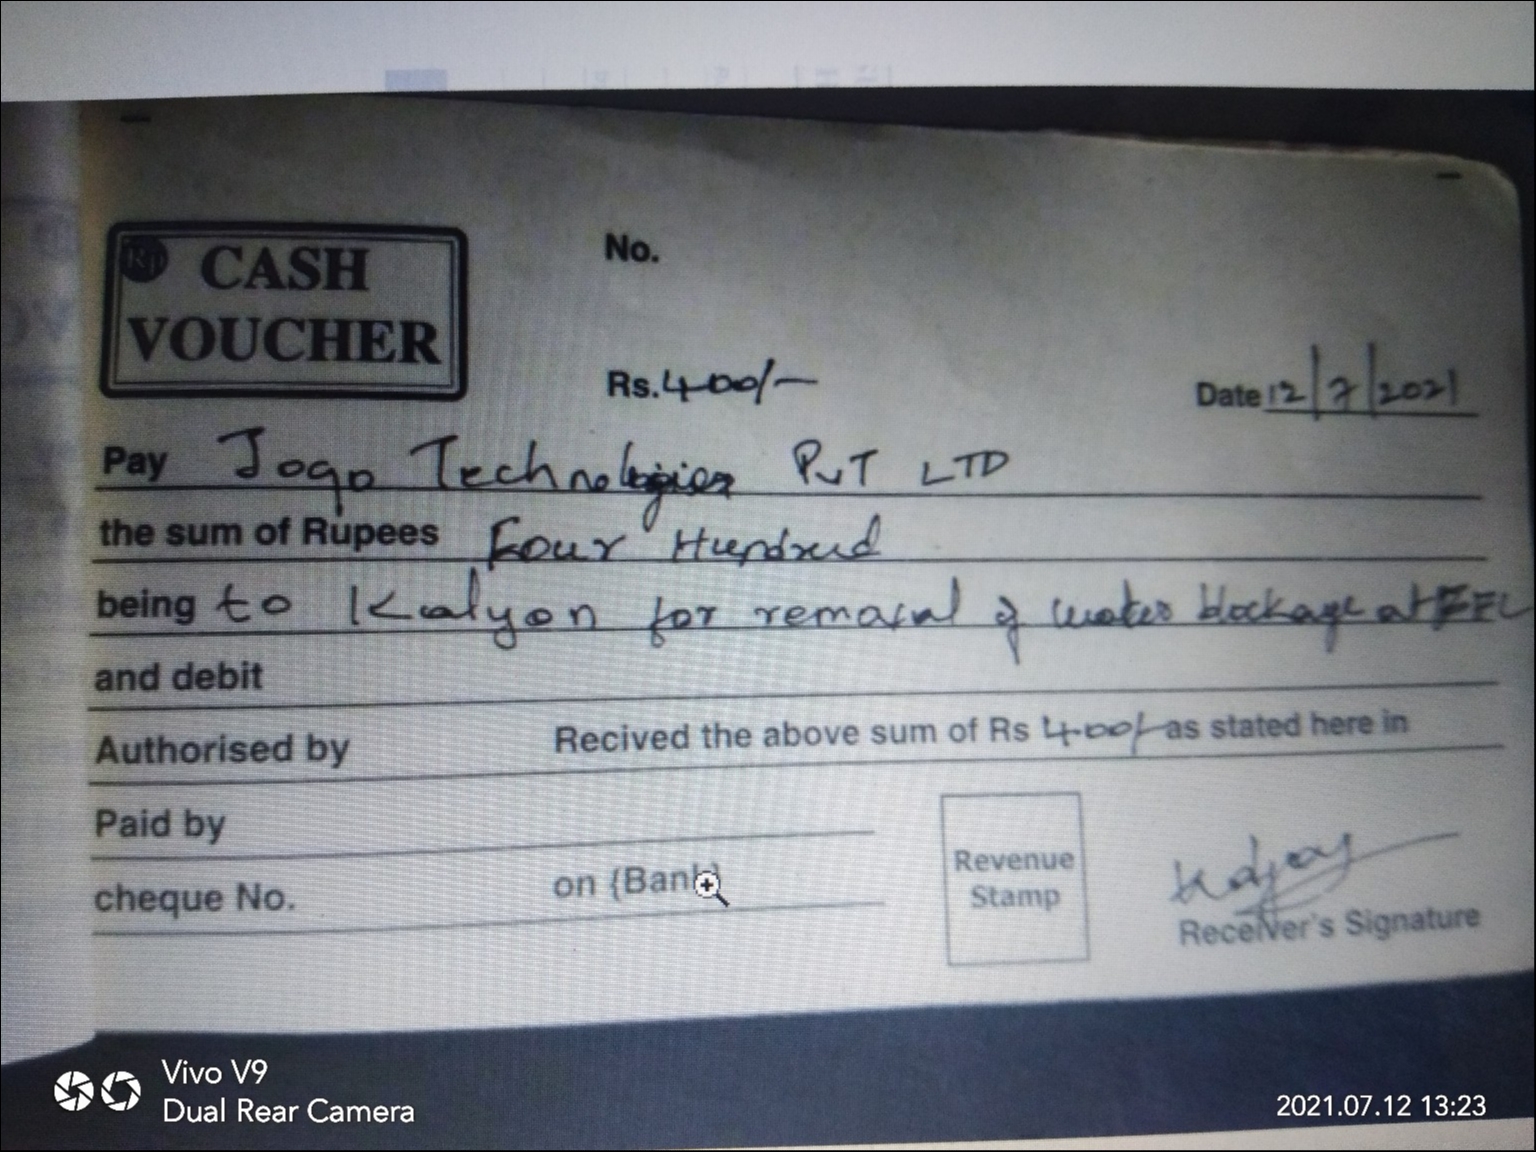 CASH
VOUCHER
No.
Rs. 400/-
Date 12/7/2021
Pay Jogo Technologies PVT LTD
the sum of Rupees Four Hundred
being to Kalyan for removal of water blockage at
and debit
Authorised by Recived the above sum of Rs 400/- as stated here in
Paid by
cheque No. on (Bank)
Revenue
Stamp
Receiver's Signature
Vivo V9
Dual Rear Camera
2021.07.12 13:23